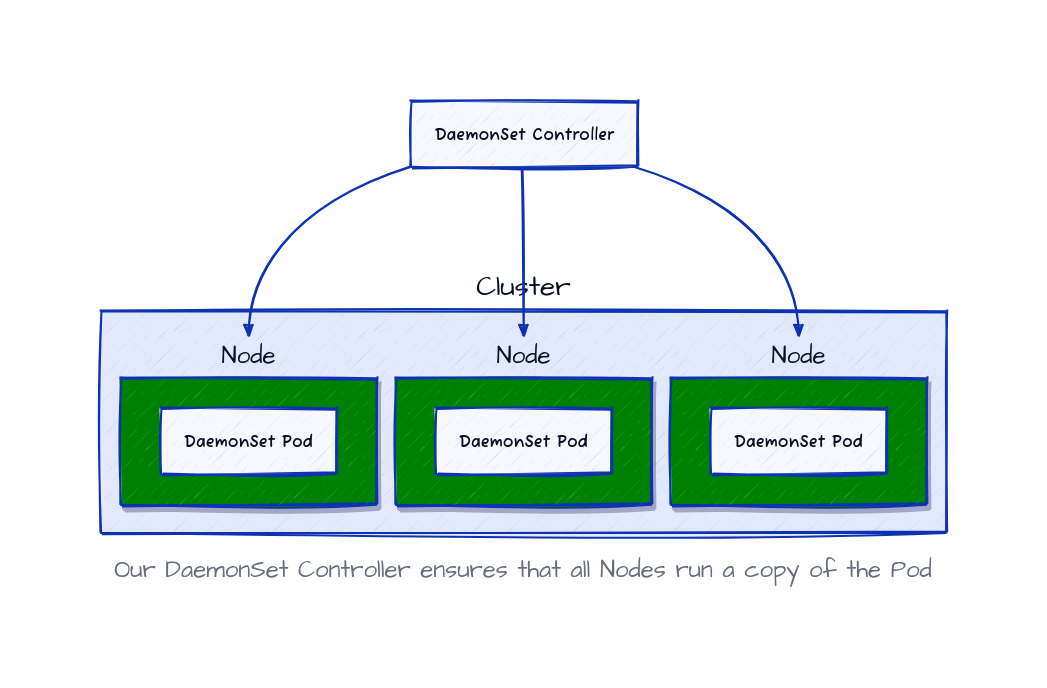 DaemonSet Controller
Cluster
Node
Node
Node
DaemonSet Pod
DaemonSet Pod
DaemonSet Pod
Our DaemonSet Controller ensures that all Nodes run a copy of the Pod